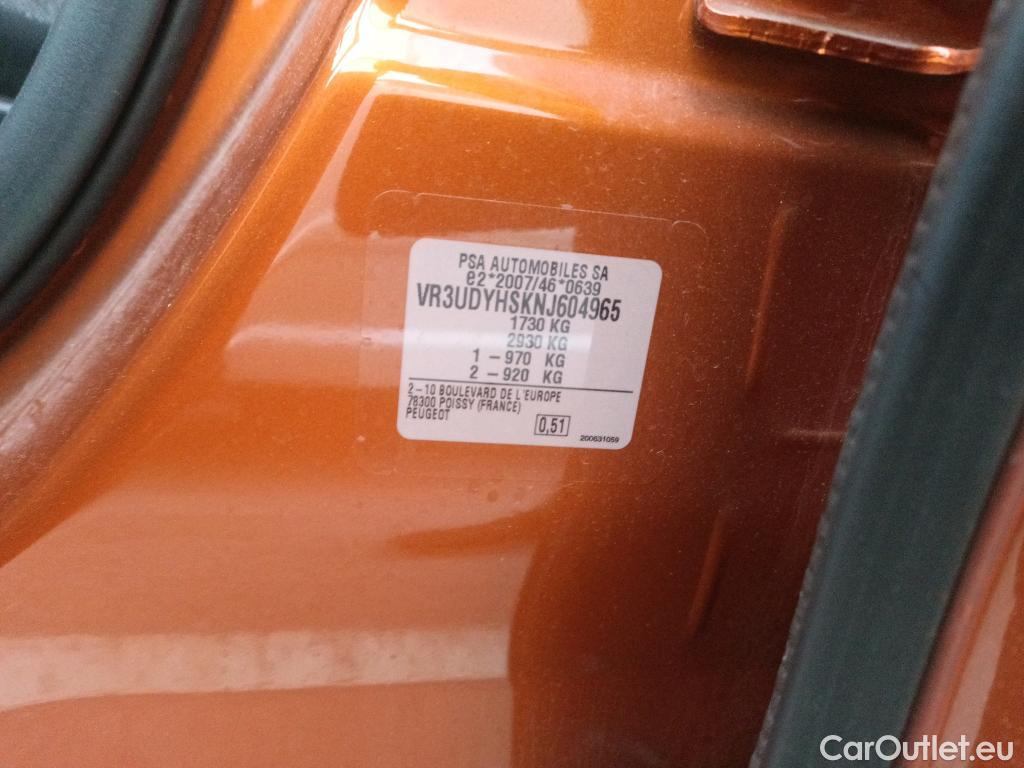 PSA AUTOMOBILES SA
e2*2007/46*0639
VR3UDYHSKNJ604965
1730 KG
2930 KG
1 – 970 KG
2 – 920 KG
2–10 BOULEVARD DE L'EUROPE
78300 POISSY (FRANCE)
PEUGEOT
0,51
200631059
CarOutlet.eu